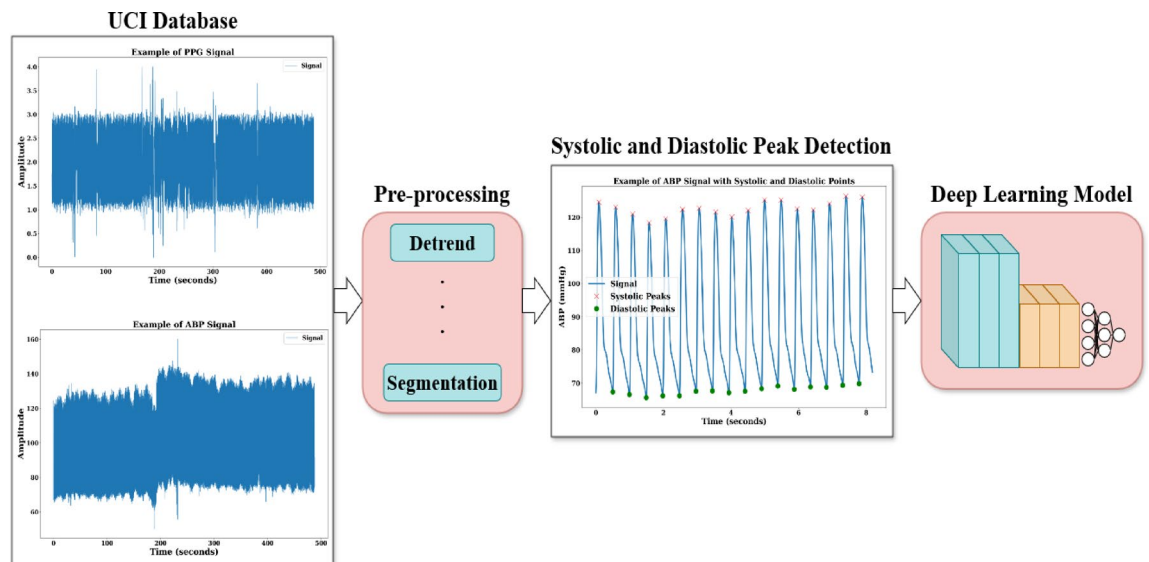 UCI Database
Example of PPG Signal
Signal
4.0
3.5
3.0
2.5
2.0
1.5
1.0
0.5
0.0
Amplitude
0 100 200 300 400 500
Time (seconds)
Example of ABP Signal
Signal
160
140
120
100
80
60
Amplitude
0 100 200 300 400 500
Time (seconds)
Pre-processing
Detrend
Segmentation
Systolic and Diastolic Peak Detection
Example of ABP Signal with Systolic and Diastolic Points
120
110
100
90
80
70
ABP (mmHg)
Signal
Systolic Peaks
Diastolic Peaks
0 2 4 6 8
Time (seconds)
Deep Learning Model